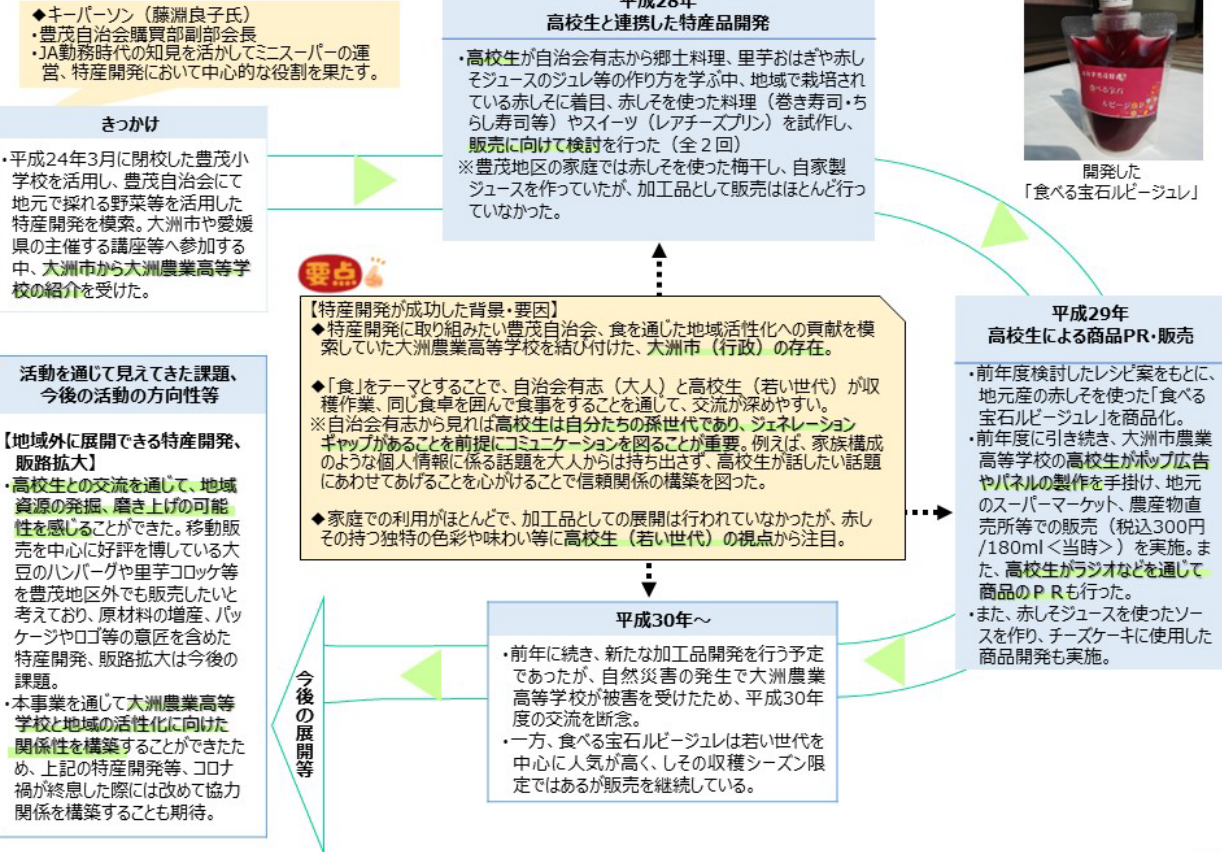 ◆キーパーソン（藤淵良子氏）
・豊茂自治会購買部副部会長
・JA勤務時代の知見を活かしてミニスーパーの運
営、特産開発において中心的な役割を果たす。
きっかけ
・平成24年3月に閉校した豊茂小
学校を活用し、豊茂自治会にて
地元で採れる野菜等を活用した
特産開発を模索。大洲市や愛媛
県の主催する講座等へ参加する
中、大洲市から大洲農業高等学
校の紹介を受けた。
平成28年
高校生と連携した特産品開発
・高校生が自治会有志から郷土料理、里芋おはぎや赤し
そジュースのジュレ等の作り方を学ぶ中、地域で栽培され
ている赤しそに着目、赤しそを使った料理（巻き寿司・ち
らし寿司等）やスイーツ（レアチーズプリン）を試作し、
販売に向けて検討を行った（全２回）
※豊茂地区の家庭では赤しそを使った梅干し、自家製
ジュースを作っていたが、加工品として販売はほとんど行っ
ていなかった。
食べる宝石
ルビージュレ
開発した
「食べる宝石ルビージュレ」
要点
【特産開発が成功した背景・要因】
◆特産開発に取り組みたい豊茂自治会、食を通じた地域活性化への貢献を模
索していた大洲農業高等学校を結び付けた、大洲市（行政）の存在。
◆「食」をテーマとすることで、自治会有志（大人）と高校生（若い世代）が収
穫作業、同じ食卓を囲んで食事をすることを通じて、交流が深めやすい。
※自治会有志から見れば高校生は自分たちの孫世代であり、ジェネレーション
ギャップがあることを前提にコミュニケーションを図ることが重要。例えば、家族構成
のような個人情報に係る話題を大人からは持ち出さず、高校生が話したい話題
にあわせてあげることを心がけることで信頼関係の構築を図った。
◆家庭での利用がほとんどで、加工品としての展開は行われていなかったが、赤し
その持つ独特の色彩や味わい等に高校生（若い世代）の視点から注目。
平成29年
高校生による商品PR・販売
・前年度検討したレシピ案をもとに、
地元産の赤しそを使った「食べる
宝石ルビージュレ」を商品化。
・前年度に引き続き、大洲市農業
高等学校の高校生がポップ広告
やパネルの製作を手掛け、地元
のスーパーマーケット、農産物直
売所等での販売（税込300円
/180ml＜当時＞）を実施。ま
た、高校生がラジオなどを通じて
商品のＰＲも行った。
・また、赤しそジュースを使ったソー
スを作り、チーズケーキに使用した
商品開発も実施。
平成30年～
・前年に続き、新たな加工品開発を行う予定
であったが、自然災害の発生で大洲農業
高等学校が被害を受けたため、平成30年
度の交流を断念。
・一方、食べる宝石ルビージュレは若い世代を
中心に人気が高く、しその収穫シーズン限
定ではあるが販売を継続している。
今後の展開等
活動を通じて見えてきた課題、
今後の活動の方向性等
【地域外に展開できる特産開発、
販路拡大】
・高校生との交流を通じて、地域
資源の発掘、磨き上げの可能
性を感じることができた。移動販
売を中心に好評を博している大
豆のハンバーグや里芋コロッケ等
を豊茂地区外でも販売したいと
考えており、原材料の増産、パッ
ケージやロゴ等の意匠を含めた
特産開発、販路拡大は今後の
課題。
・本事業を通じて大洲農業高等
学校と地域の活性化に向けた
関係性を構築することができたた
め、上記の特産開発等、コロナ
禍が終息した際には改めて協力
関係を構築することも期待。